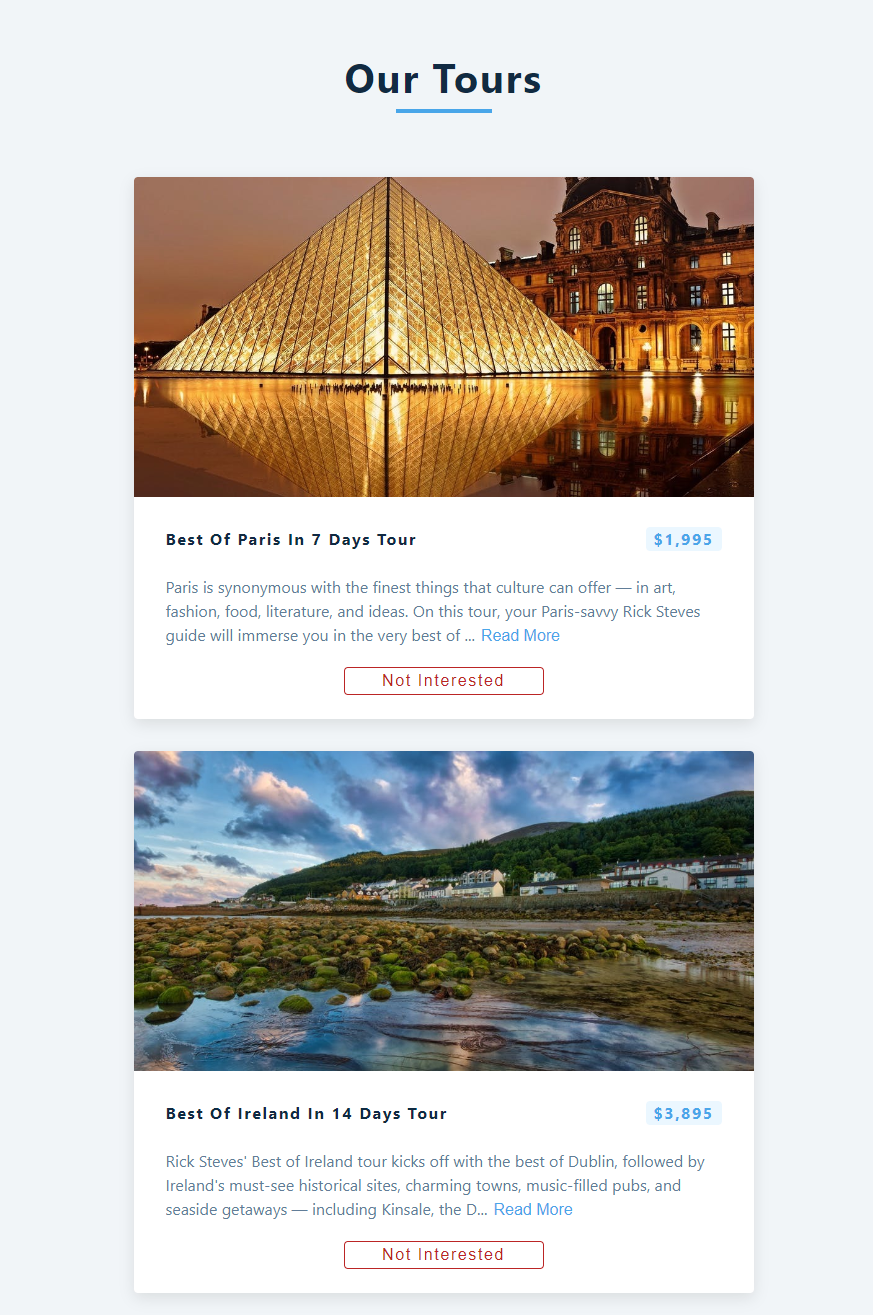 Our Tours
Best Of Paris In 7 Days Tour
$1,995
Paris is synonymous with the finest things that culture can offer — in art,
fashion, food, literature, and ideas. On this tour, your Paris-savvy Rick Steves
guide will immerse you in the very best of ... Read More
Not Interested
Best Of Ireland In 14 Days Tour
$3,895
Rick Steves' Best of Ireland tour kicks off with the best of Dublin, followed by
Ireland's must-see historical sites, charming towns, music-filled pubs, and
seaside getaways — including Kinsale, the D... Read More
Not Interested